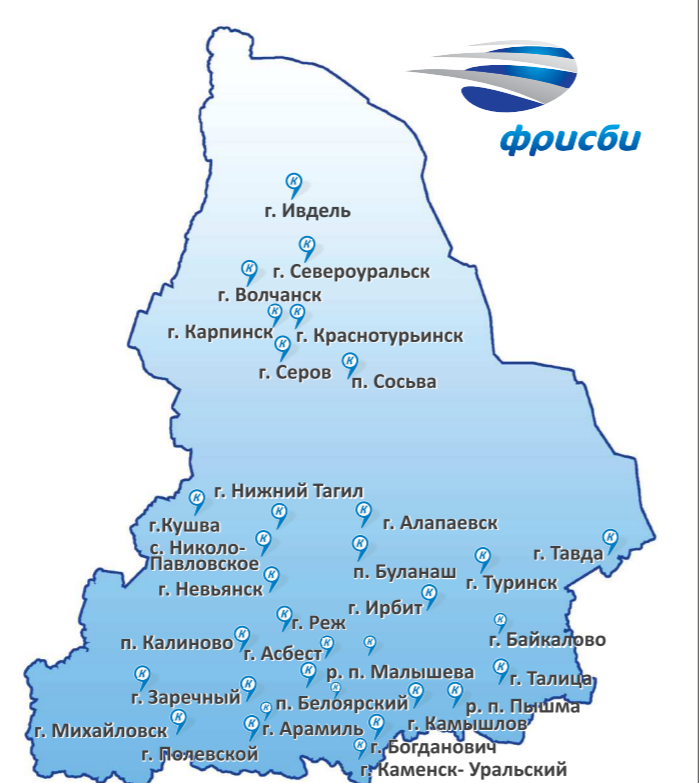 фрисби
г. Ивдель
г. Североуральск
г. Волчанск
г. Карпинск
г. Краснотурьинск
г. Серов
п. Сосьва
г. Нижний Тагил
г.Кушва
г. Алапаевск
с. Николо-
Павловское
г. Тавда
п. Буланаш
г. Туринск
г. Невьянск
г. Ирбит
г. Реж
п. Калиново
г. Байкалово
г. Асбест
р. п. Малышева
г. Талица
г. Заречный
п. Белоярский
р. п. Пышма
г. Камышлов
г. Михайловск
г. Арамиль
г. Полевской
г. Богданович
г. Каменск- Уральский